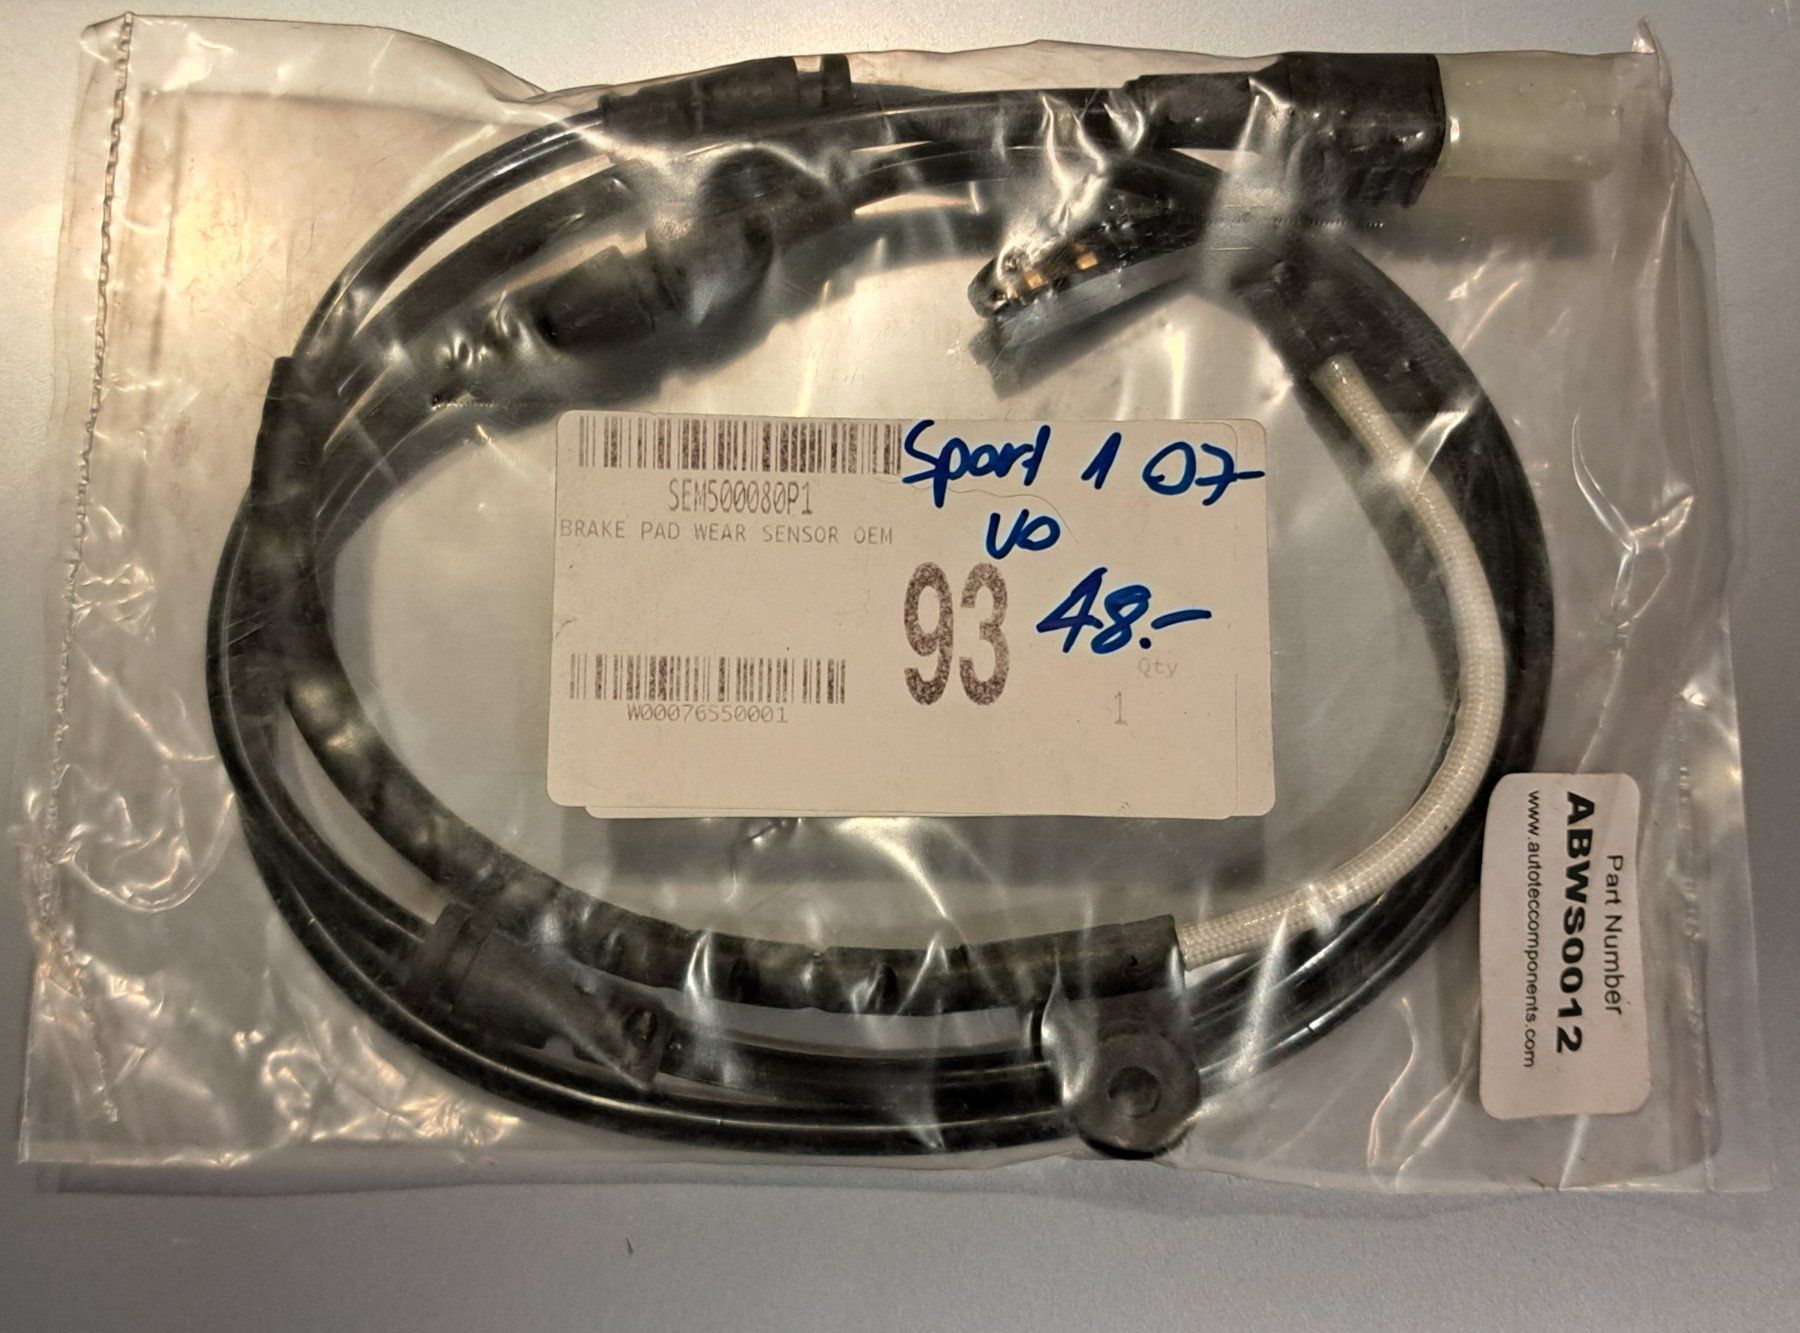 Sport 1 07-
vo
48.-
SEM500080P1
BRAKE PAD WEAR SENSOR OEM
93
Qty
1
W00076550001
Part Number
ABWS0012
www.autoteccomponents.com